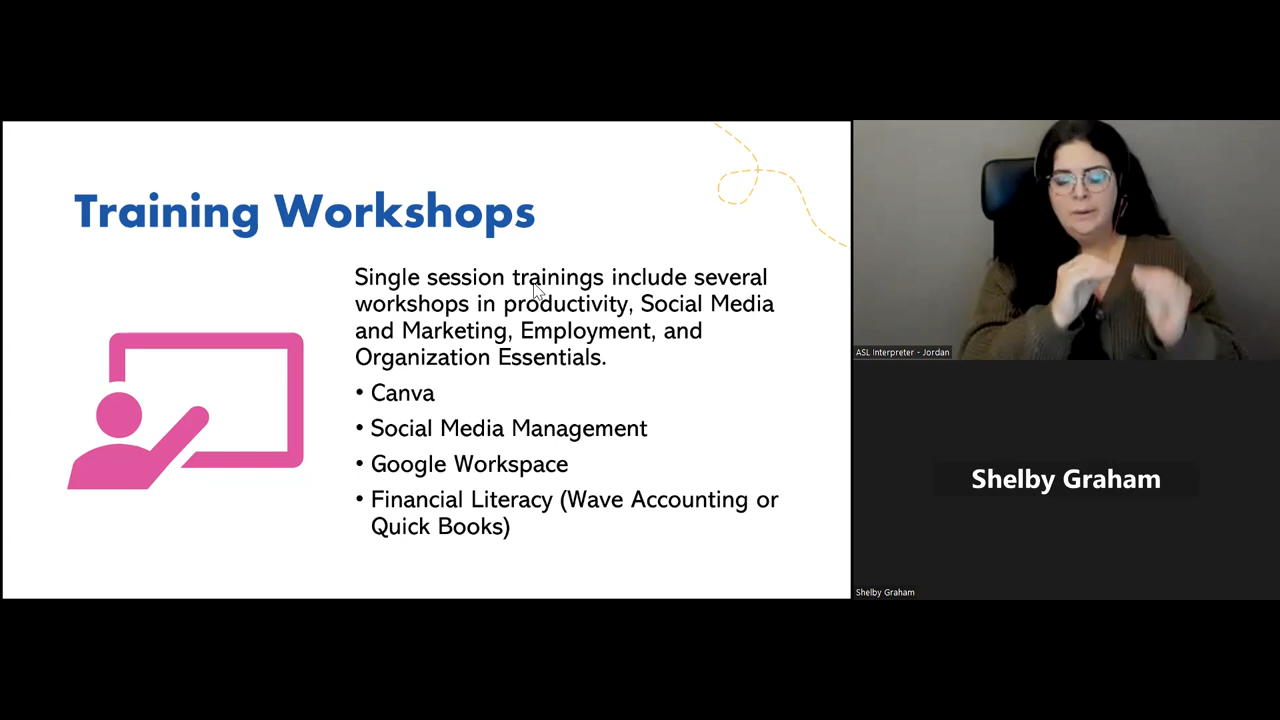 Training Workshops
Single session trainings include several
workshops in productivity, Social Media
and Marketing, Employment, and
Organization Essentials.
• Canva
• Social Media Management
• Google Workspace
• Financial Literacy (Wave Accounting or
Quick Books)
ASL Interpreter - Jordan
Shelby Graham
Shelby Graham